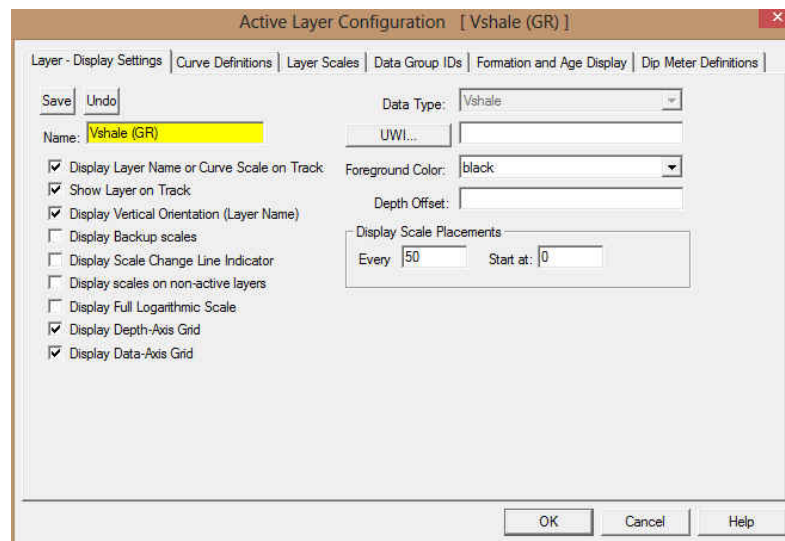 Active Layer Configuration [ Vshale (GR) ]
Layer - Display Settings Curve Definitions Layer Scales Data Group IDs Formation and Age Display Dip Meter Definitions
Save Undo
Name: Vshale (GR)
Display Layer Name or Curve Scale on Track
Show Layer on Track
Display Vertical Orientation (Layer Name)
Display Backup scales
Display Scale Change Line Indicator
Display scales on non-active layers
Display Full Logarithmic Scale
Display Depth-Axis Grid
Display Data-Axis Grid
Data Type: Vshale
UWI...
Foreground Color: black
Depth Offset:
Display Scale Placements
Every 50 Start at: 0
OK Cancel Help